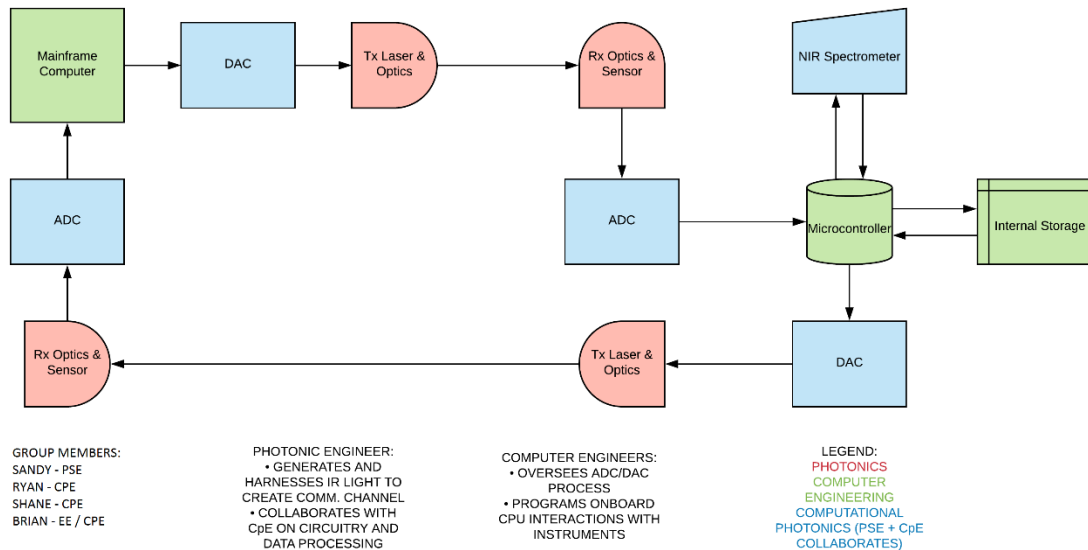 Mainframe
Computer
DAC
Tx Laser &
Optics
Rx Optics &
Sensor
NIR Spectrometer
ADC
ADC
Microcontroller
Internal Storage
Rx Optics &
Sensor
Tx Laser &
Optics
DAC
GROUP MEMBERS:
SANDY - PSE
RYAN - CPE
SHANE - CPE
BRIAN - EE / CPE
PHOTONIC ENGINEER:
• GENERATES AND
HARNESSES IR LIGHT TO
CREATE COMM. CHANNEL
• COLLABORATES WITH
CpE ON CIRCUITRY AND
DATA PROCESSING
COMPUTER ENGINEERS:
• OVERSEES ADC/DAC
PROCESS
• PROGRAMS ONBOARD
CPU INTERACTIONS WITH
INSTRUMENTS
LEGEND:
PHOTONICS
COMPUTER
ENGINEERING
COMPUTATIONAL
PHOTONICS (PSE + CpE
COLLABORATES)